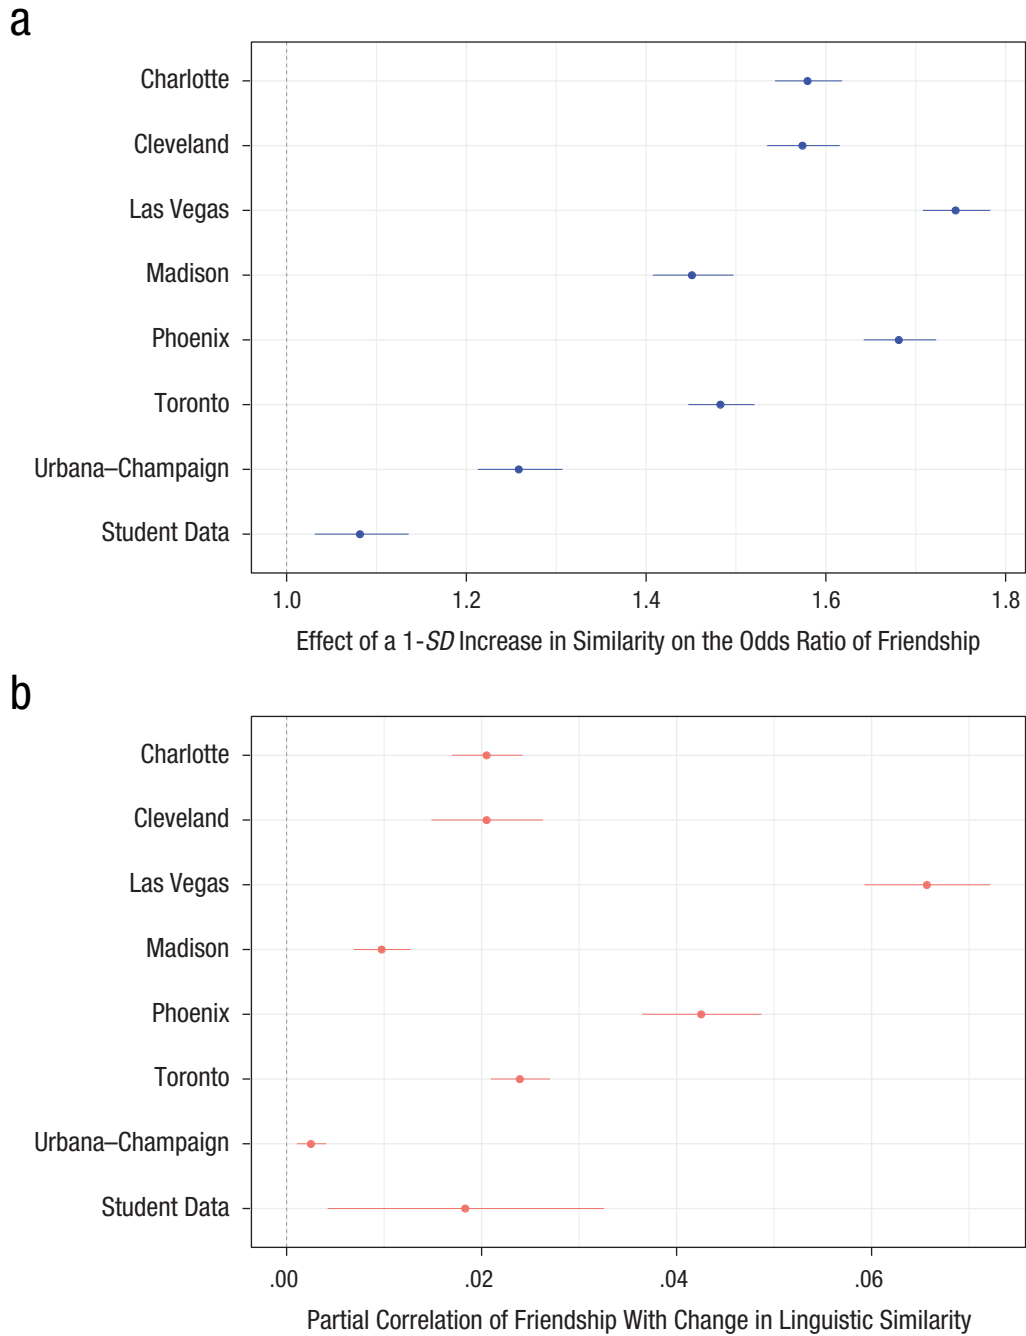 a
Charlotte
Cleveland
Las Vegas
Madison
Phoenix
Toronto
Urbana–Champaign
Student Data
1.0 1.2 1.4 1.6 1.8
Effect of a 1-SD Increase in Similarity on the Odds Ratio of Friendship
b
Charlotte
Cleveland
Las Vegas
Madison
Phoenix
Toronto
Urbana–Champaign
Student Data
.00 .02 .04 .06
Partial Correlation of Friendship With Change in Linguistic Similarity